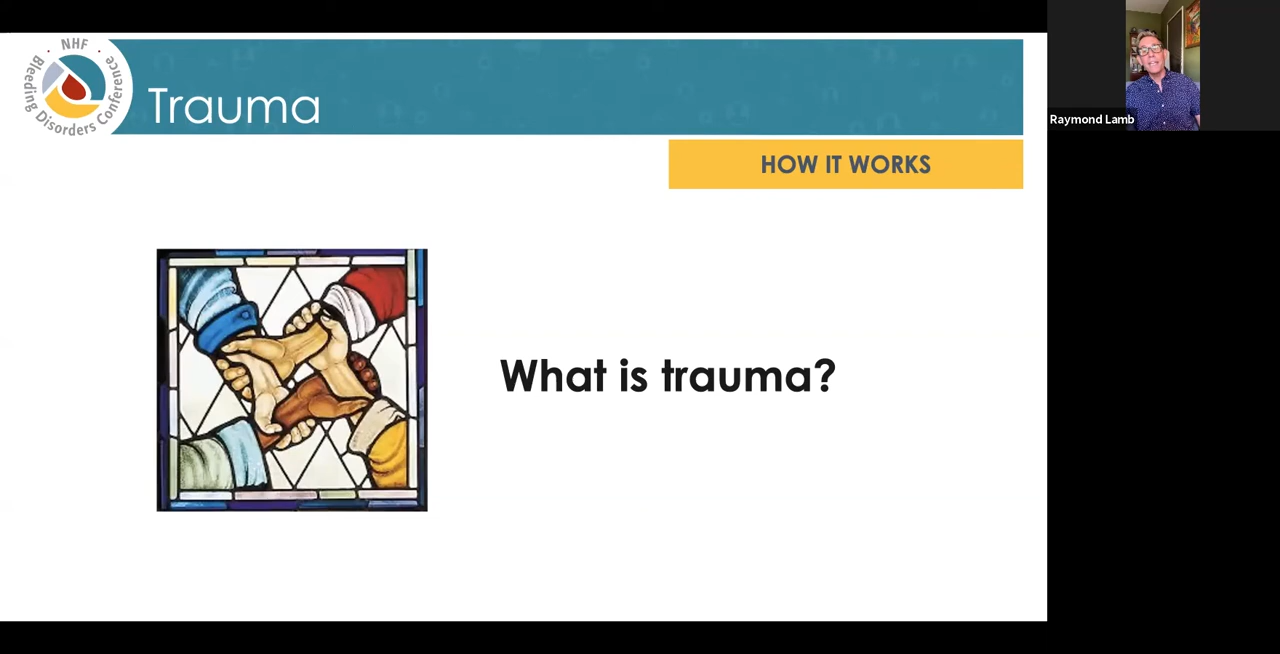 NHF
Bleeding Disorders Conference
Trauma
HOW IT WORKS
What is trauma?
Raymond Lamb